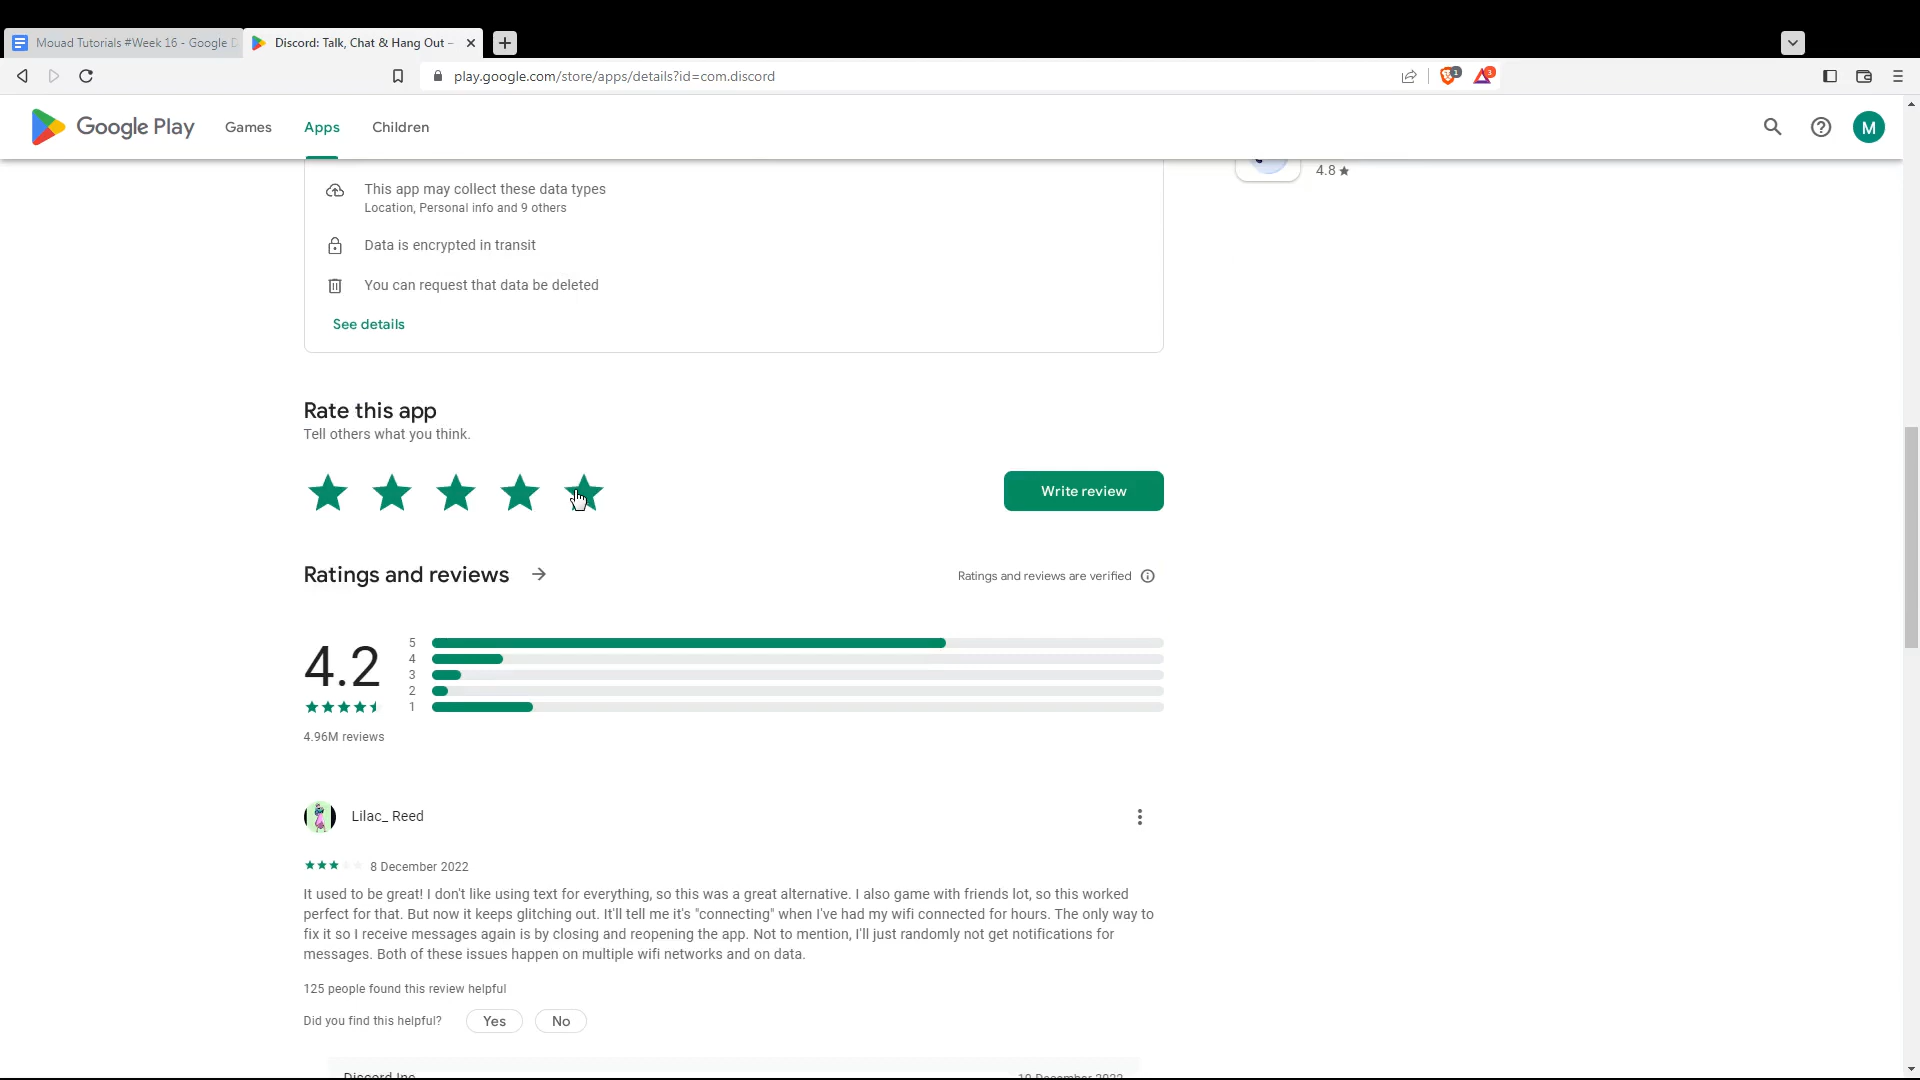 Mouad Tutorials #Week 16 - Google D
Discord: Talk, Chat & Hang Out -
play.google.com/store/apps/details?id=com.discord
1
3
Google Play
Games
Apps
Children
M
This app may collect these data types
4.8
Location, Personal info and 9 others
Data is encrypted in transit
You can request that data be deleted
See details
Rate this app
Tell others what you think.
Write review
Ratings and reviews
Ratings and reviews are verified
4.2
5
4
3
2
1
4.96M reviews
Lilac_ Reed
8 December 2022
It used to be great! I don't like using text for everything, so this was a great alternative. I also game with friends lot, so this worked
perfect for that. But now it keeps glitching out. It'll tell me it's "connecting" when I've had my wifi connected for hours. The only way to
fix it so I receive messages again is by closing and reopening the app. Not to mention, I'll just randomly not get notifications for
messages. Both of these issues happen on multiple wifi networks and on data.
125 people found this review helpful
Did you find this helpful?
Yes
No
Discord Inc
10 December 2022